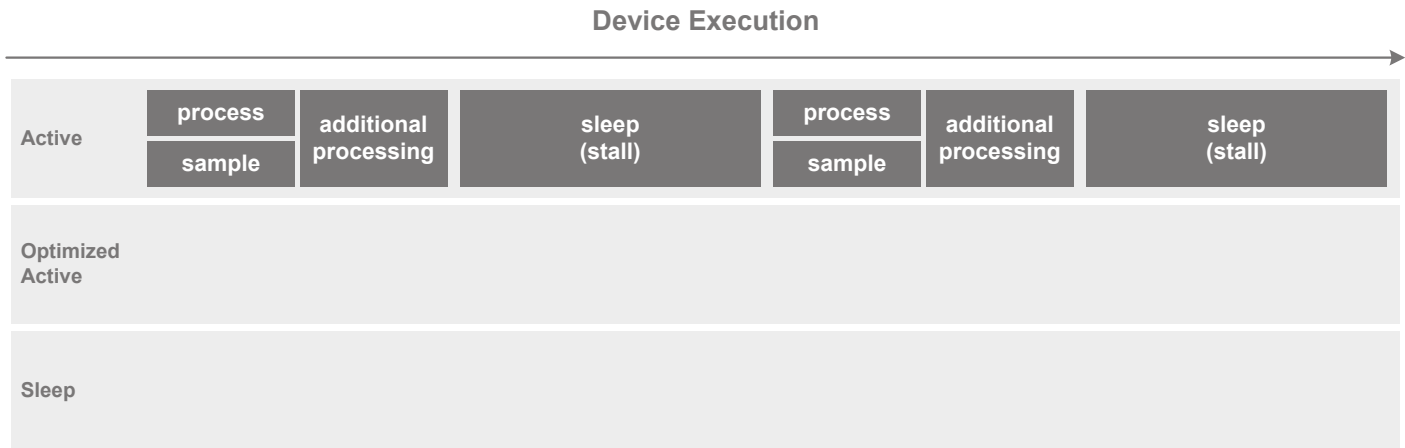 Device Execution
Active
process
sample
additional
processing
sleep
(stall)
process
sample
additional
processing
sleep
(stall)
Optimized
Active
Sleep